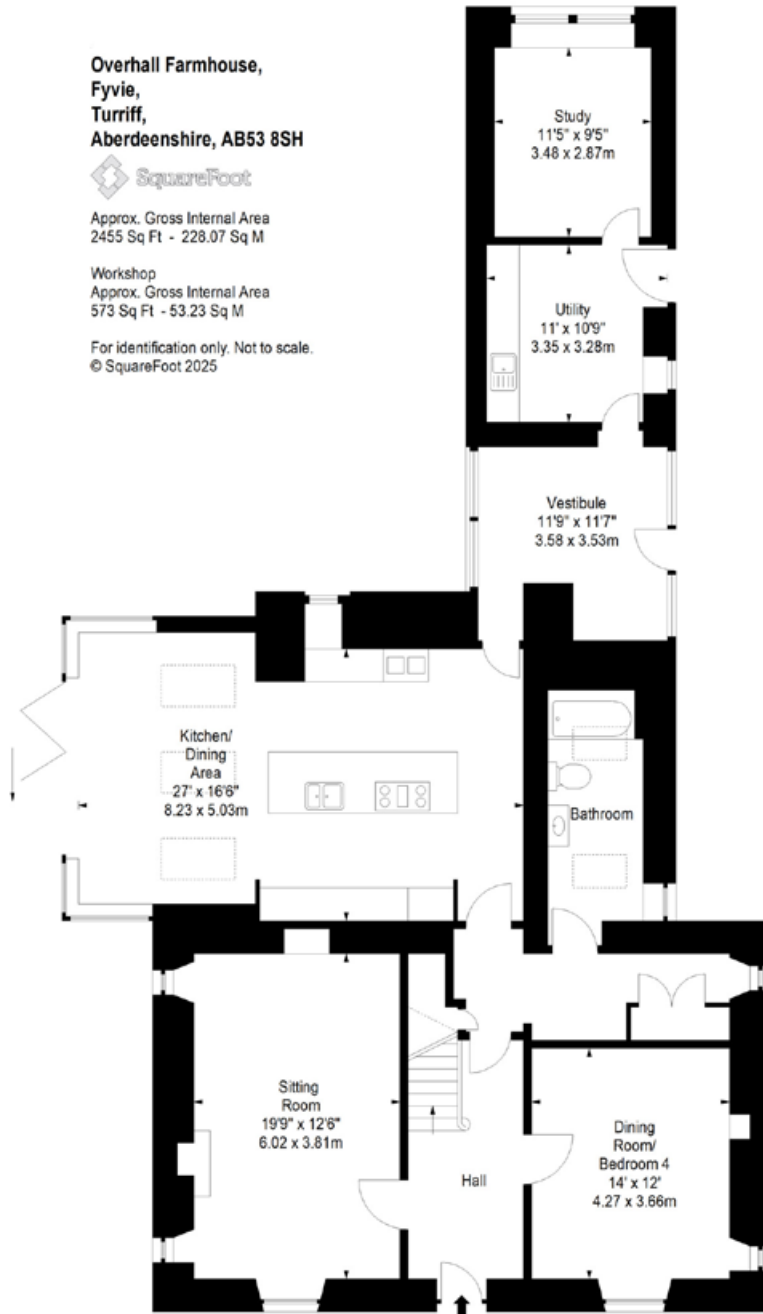 Overhall Farmhouse,
Fyvie,
Turriff,
Aberdeenshire, AB53 8SH
SquareFoot
Approx. Gross Internal Area
2455 Sq Ft - 228.07 Sq M
Workshop
Approx. Gross Internal Area
573 Sq Ft - 53.23 Sq M
For identification only. Not to scale.
© SquareFoot 2025
Study
11'5" x 9'5"
3.48 x 2.87m
Utility
11' x 10'9"
3.35 x 3.28m
Vestibule
11'9" x 11'7"
3.58 x 3.53m
Kitchen/
Dining
Area
27' x 16'6"
8.23 x 5.03m
Bathroom
Sitting
Room
19'9" x 12'6"
6.02 x 3.81m
Hall
Dining
Room/
Bedroom 4
14' x 12'
4.27 x 3.66m